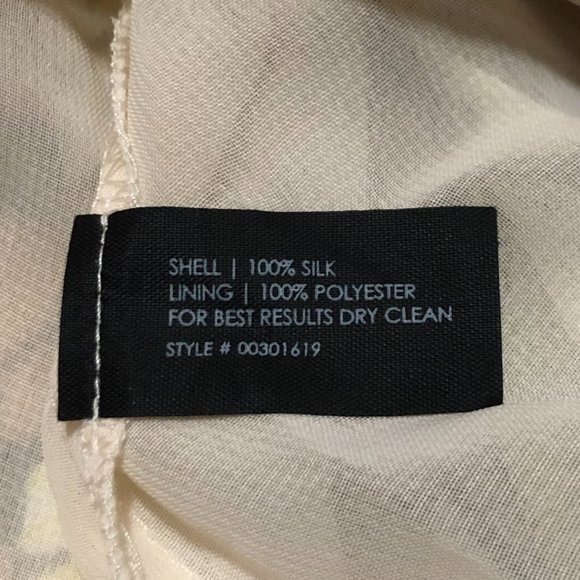 SHELL | 100% SILK
LINING | 100% POLYESTER
FOR BEST RESULTS DRY CLEAN
STYLE # 00301619